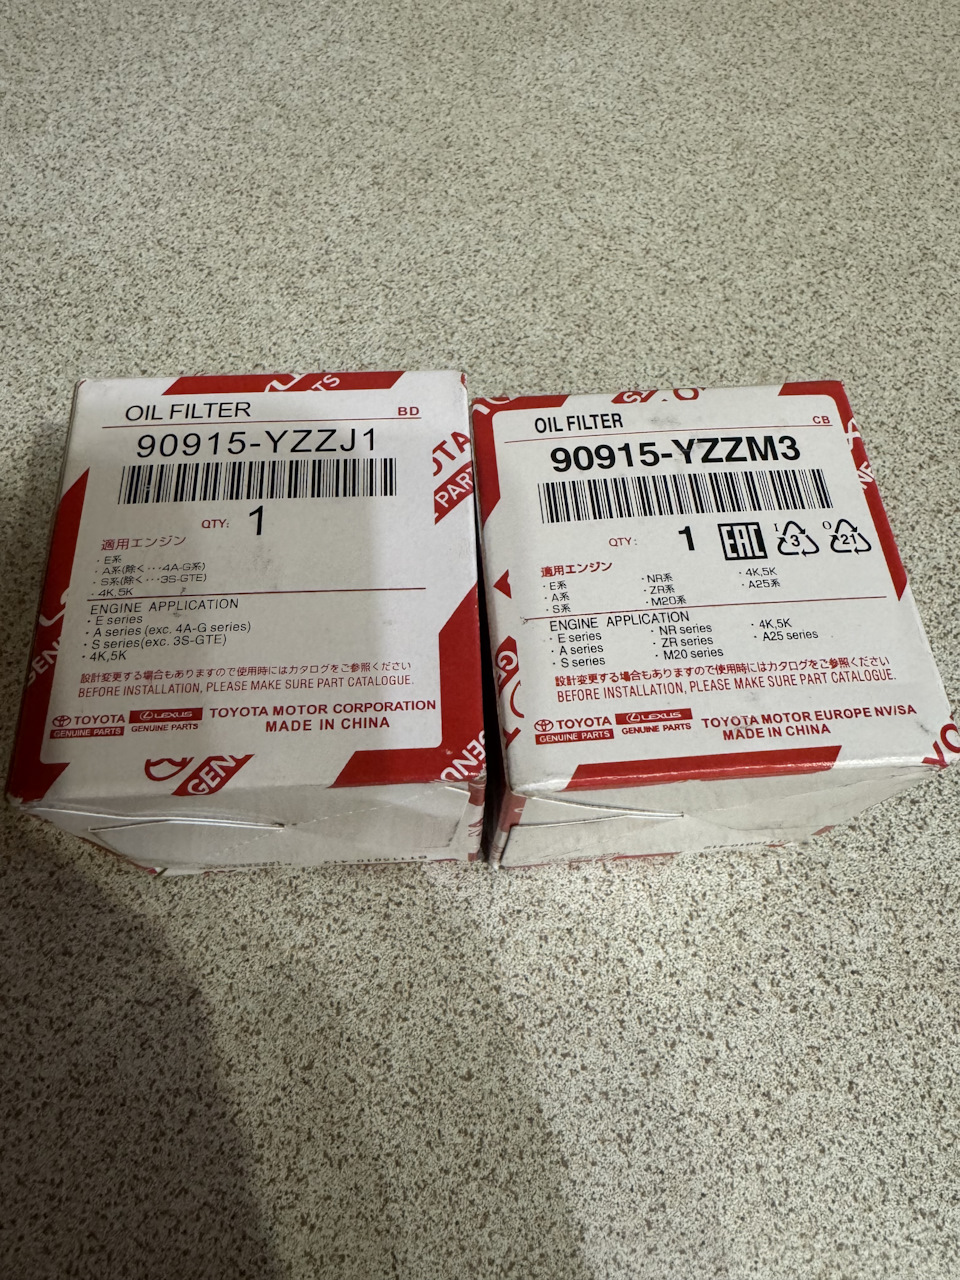 OIL FILTER
BD
90915-YZZJ1
QTY: 1
適用エンジン
・E系
・A系(除く・・・4A-G系)
・S系(除く・・・3S-GTE)
・4K,5K
ENGINE APPLICATION
・E series
・A series (exc. 4A-G series)
・S series(exc. 3S-GTE)
・4K,5K
設計変更する場合もありますので使用時にはカタログをご参照ください
BEFORE INSTALLATION, PLEASE MAKE SURE PART CATALOGUE.
TOYOTA
GENUINE PARTS
LEXUS
GENUINE PARTS
TOYOTA MOTOR CORPORATION
MADE IN CHINA
OIL FILTER
CB
90915-YZZM3
QTY: 1
EAC
I
3
O
21
適用エンジン
・E系
・A系
・S系
・NR系
・ZR系
・M20系
・4K,5K
・A25系
ENGINE APPLICATION
・E series
・A series
・S series
・NR series
・ZR series
・M20 series
・4K,5K
・A25 series
設計変更する場合もありますので使用時にはカタログをご参照ください
BEFORE INSTALLATION, PLEASE MAKE SURE PART CATALOGUE.
TOYOTA
GENUINE PARTS
LEXUS
GENUINE PARTS
TOYOTA MOTOR EUROPE NV/SA
MADE IN CHINA